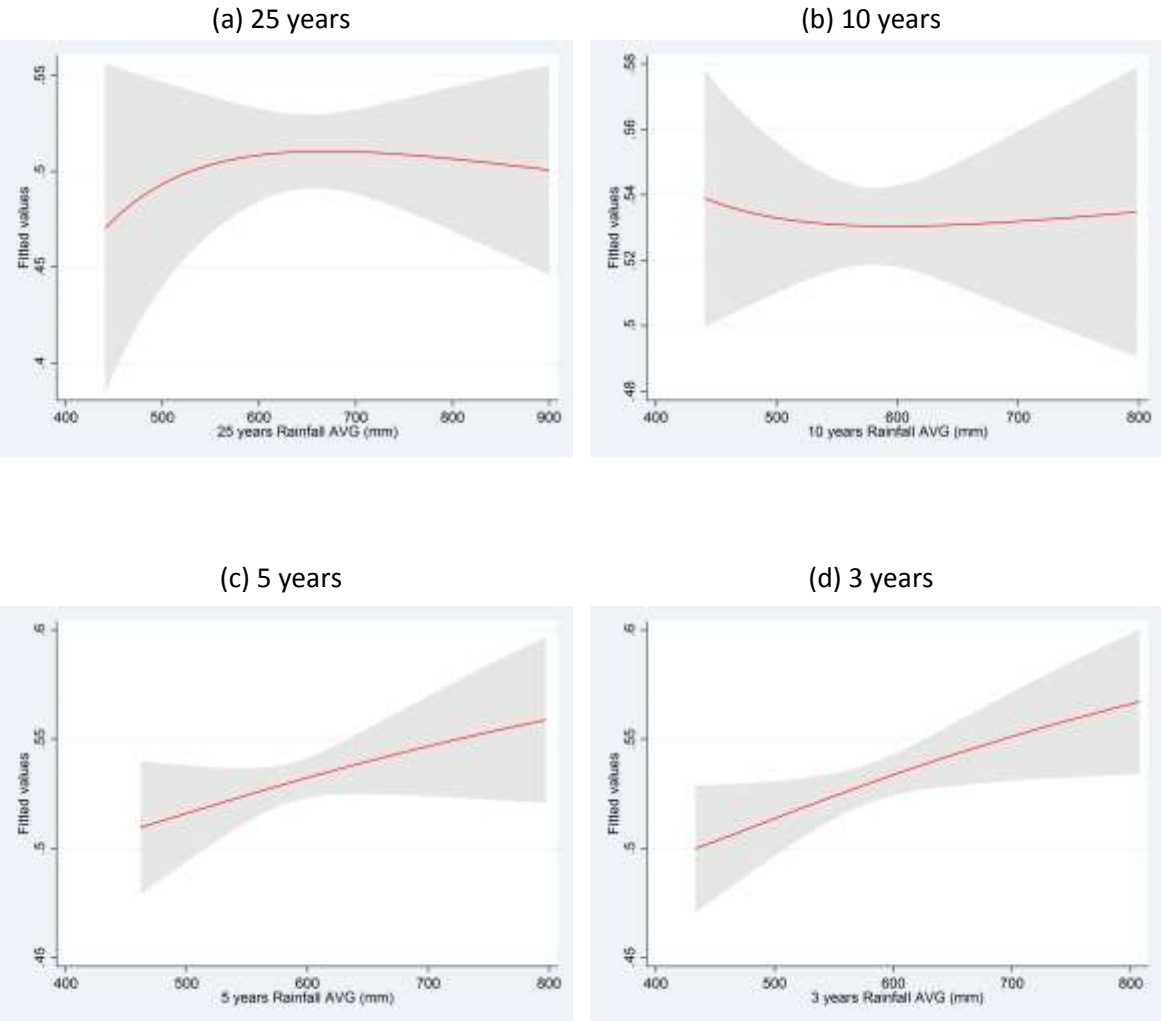 (a) 25 years
(b) 10 years
.55
.5
.45
.4
Fitted values
400 500 600 700 800 900
25 years Rainfall AVG (mm)
.58
.56
.54
.52
.5
.48
Fitted values
400 500 600 700 800
10 years Rainfall AVG (mm)
(c) 5 years
(d) 3 years
.6
.55
.5
.45
Fitted values
400 500 600 700 800
5 years Rainfall AVG (mm)
.6
.55
.5
.45
Fitted values
400 500 600 700 800
3 years Rainfall AVG (mm)